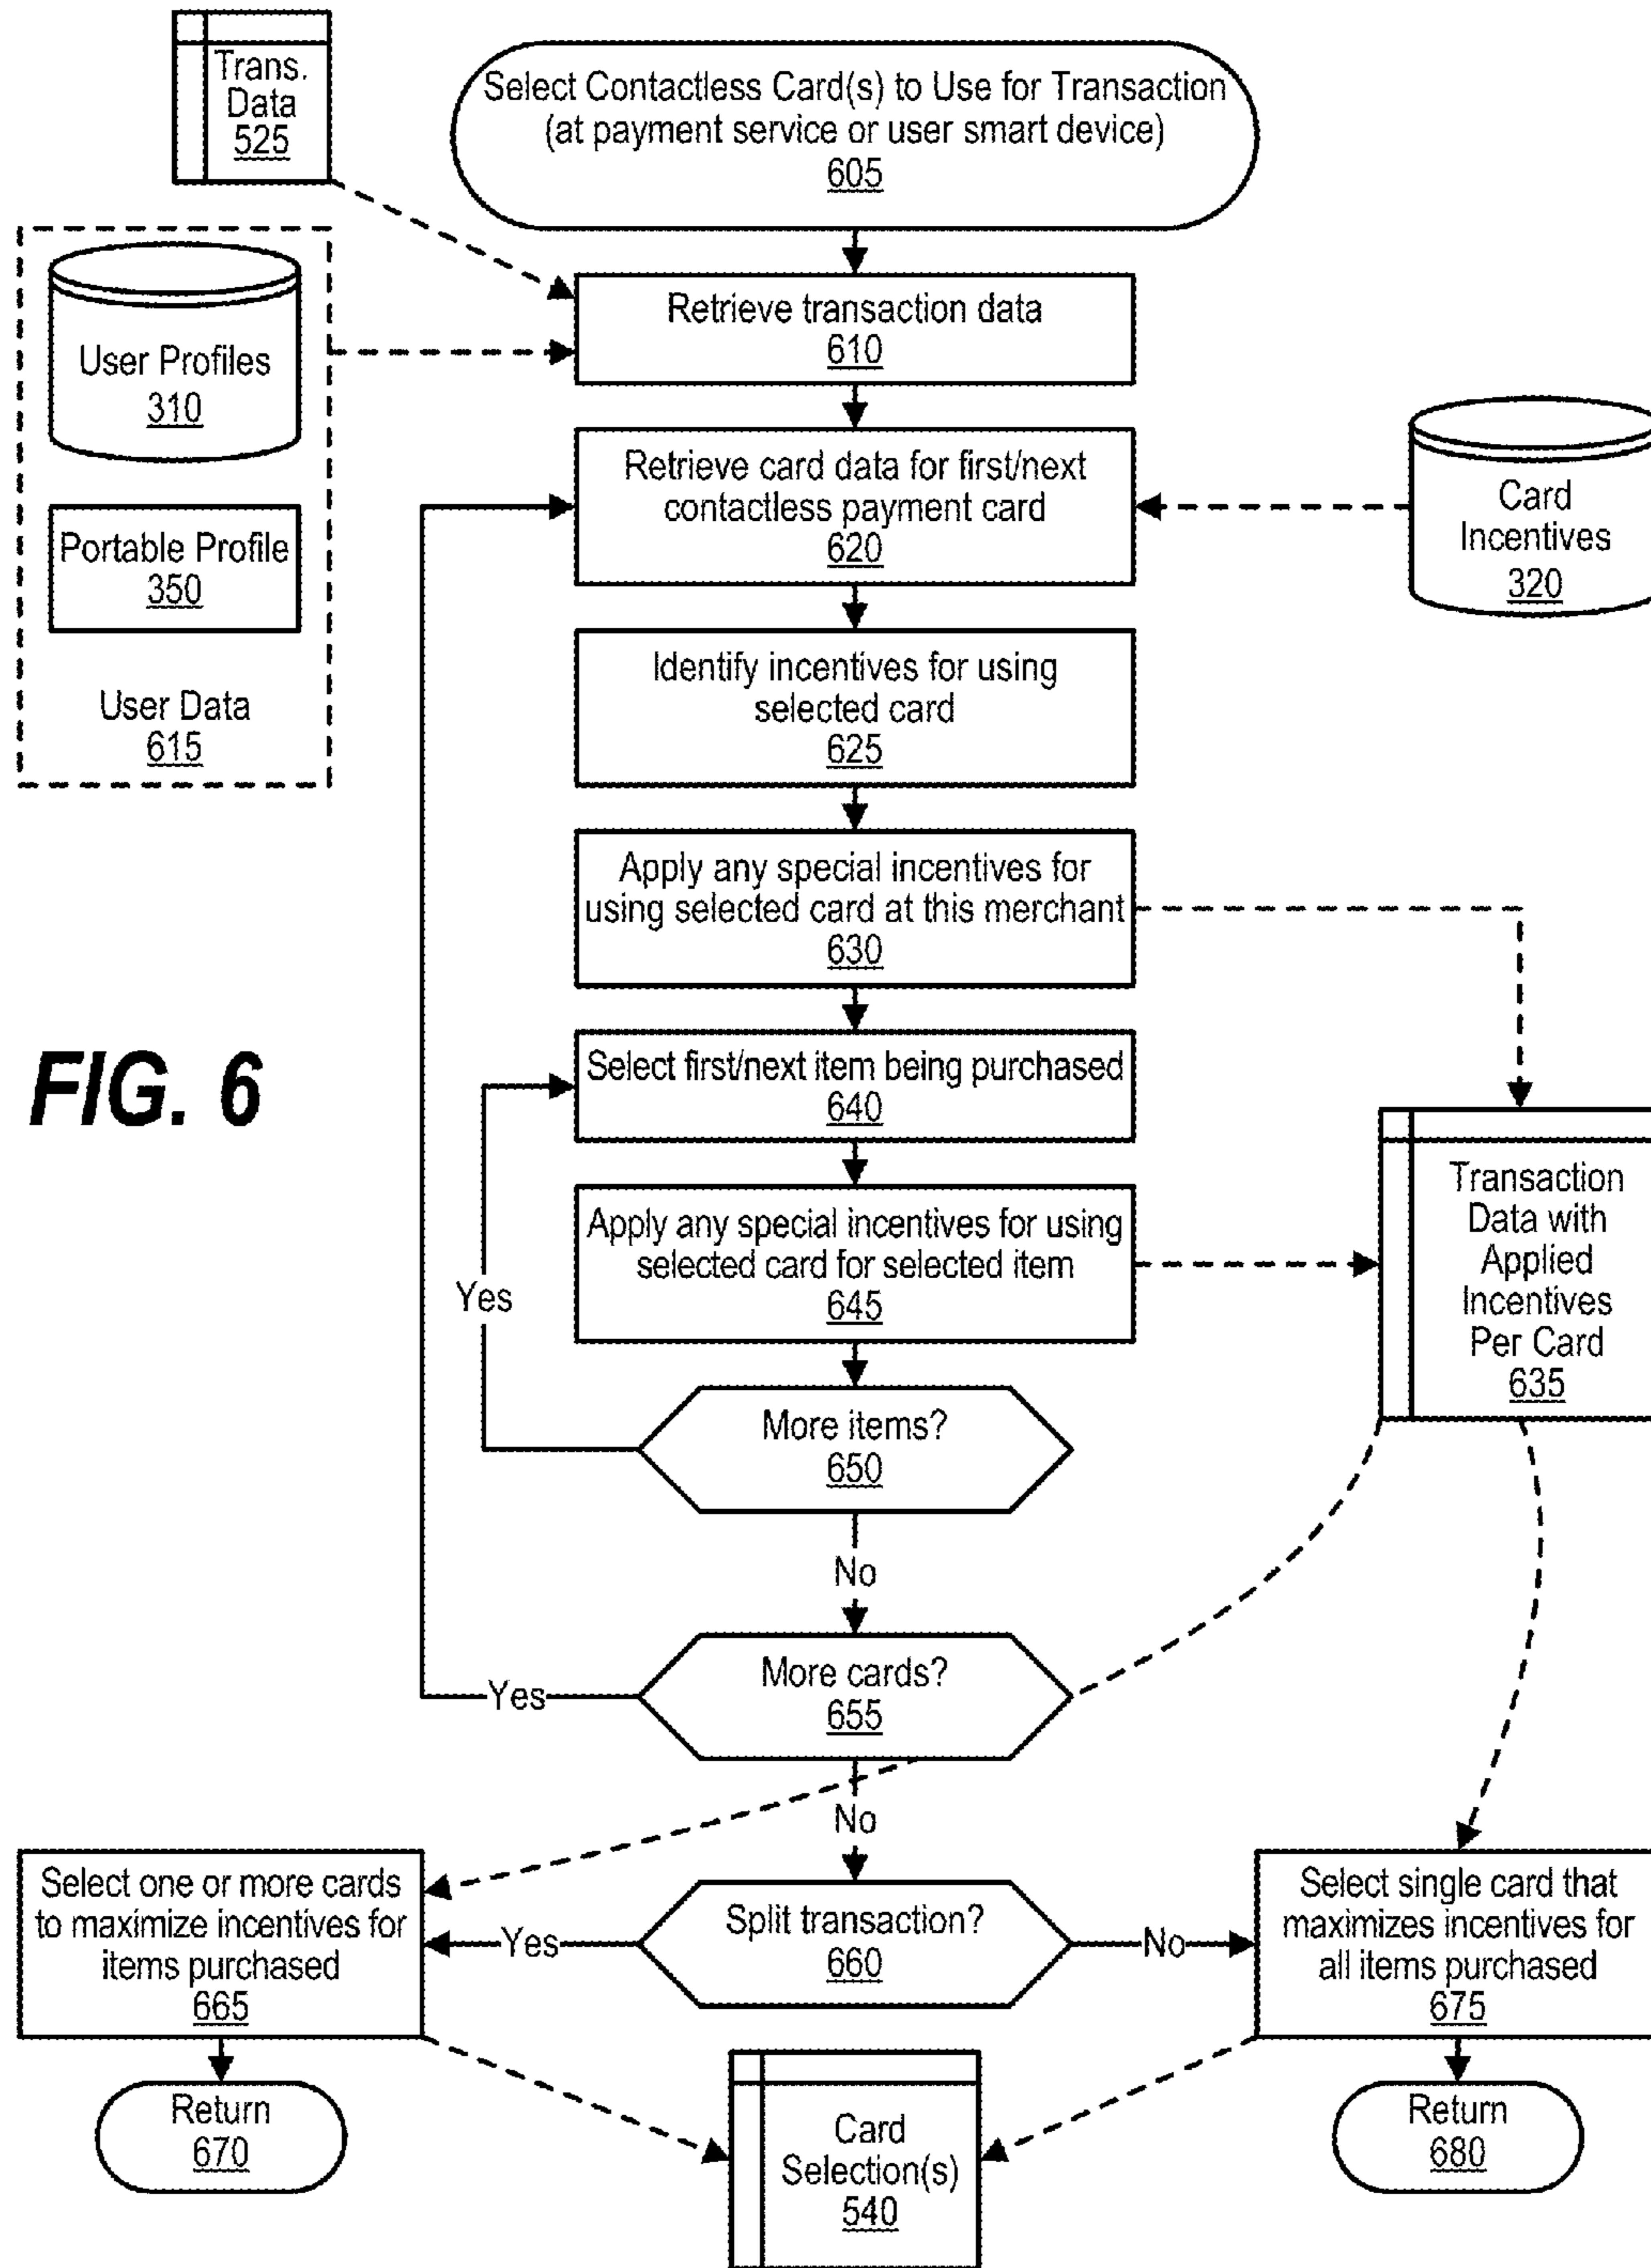 Trans.
Data
525
Select Contactless Card(s) to Use for Transaction
(at payment service or user smart device)
605
User Profiles
310
Portable Profile
350
User Data
615
Retrieve transaction data
610
Retrieve card data for first/next
contactless payment card
620
Card
Incentives
320
Identify incentives for using
selected card
625
Apply any special incentives for
using selected card at this merchant
630
FIG. 6
Select first/next item being purchased
640
Apply any special incentives for using
selected card for selected item
645
Transaction
Data with
Applied
Incentives
Per Card
635
Yes
More items?
650
No
More cards?
655
Yes
No
Select one or more cards
to maximize incentives for
items purchased
665
Yes
Split transaction?
660
No
Select single card that
maximizes incentives for
all items purchased
675
Return
670
Card
Selection(s)
540
Return
680